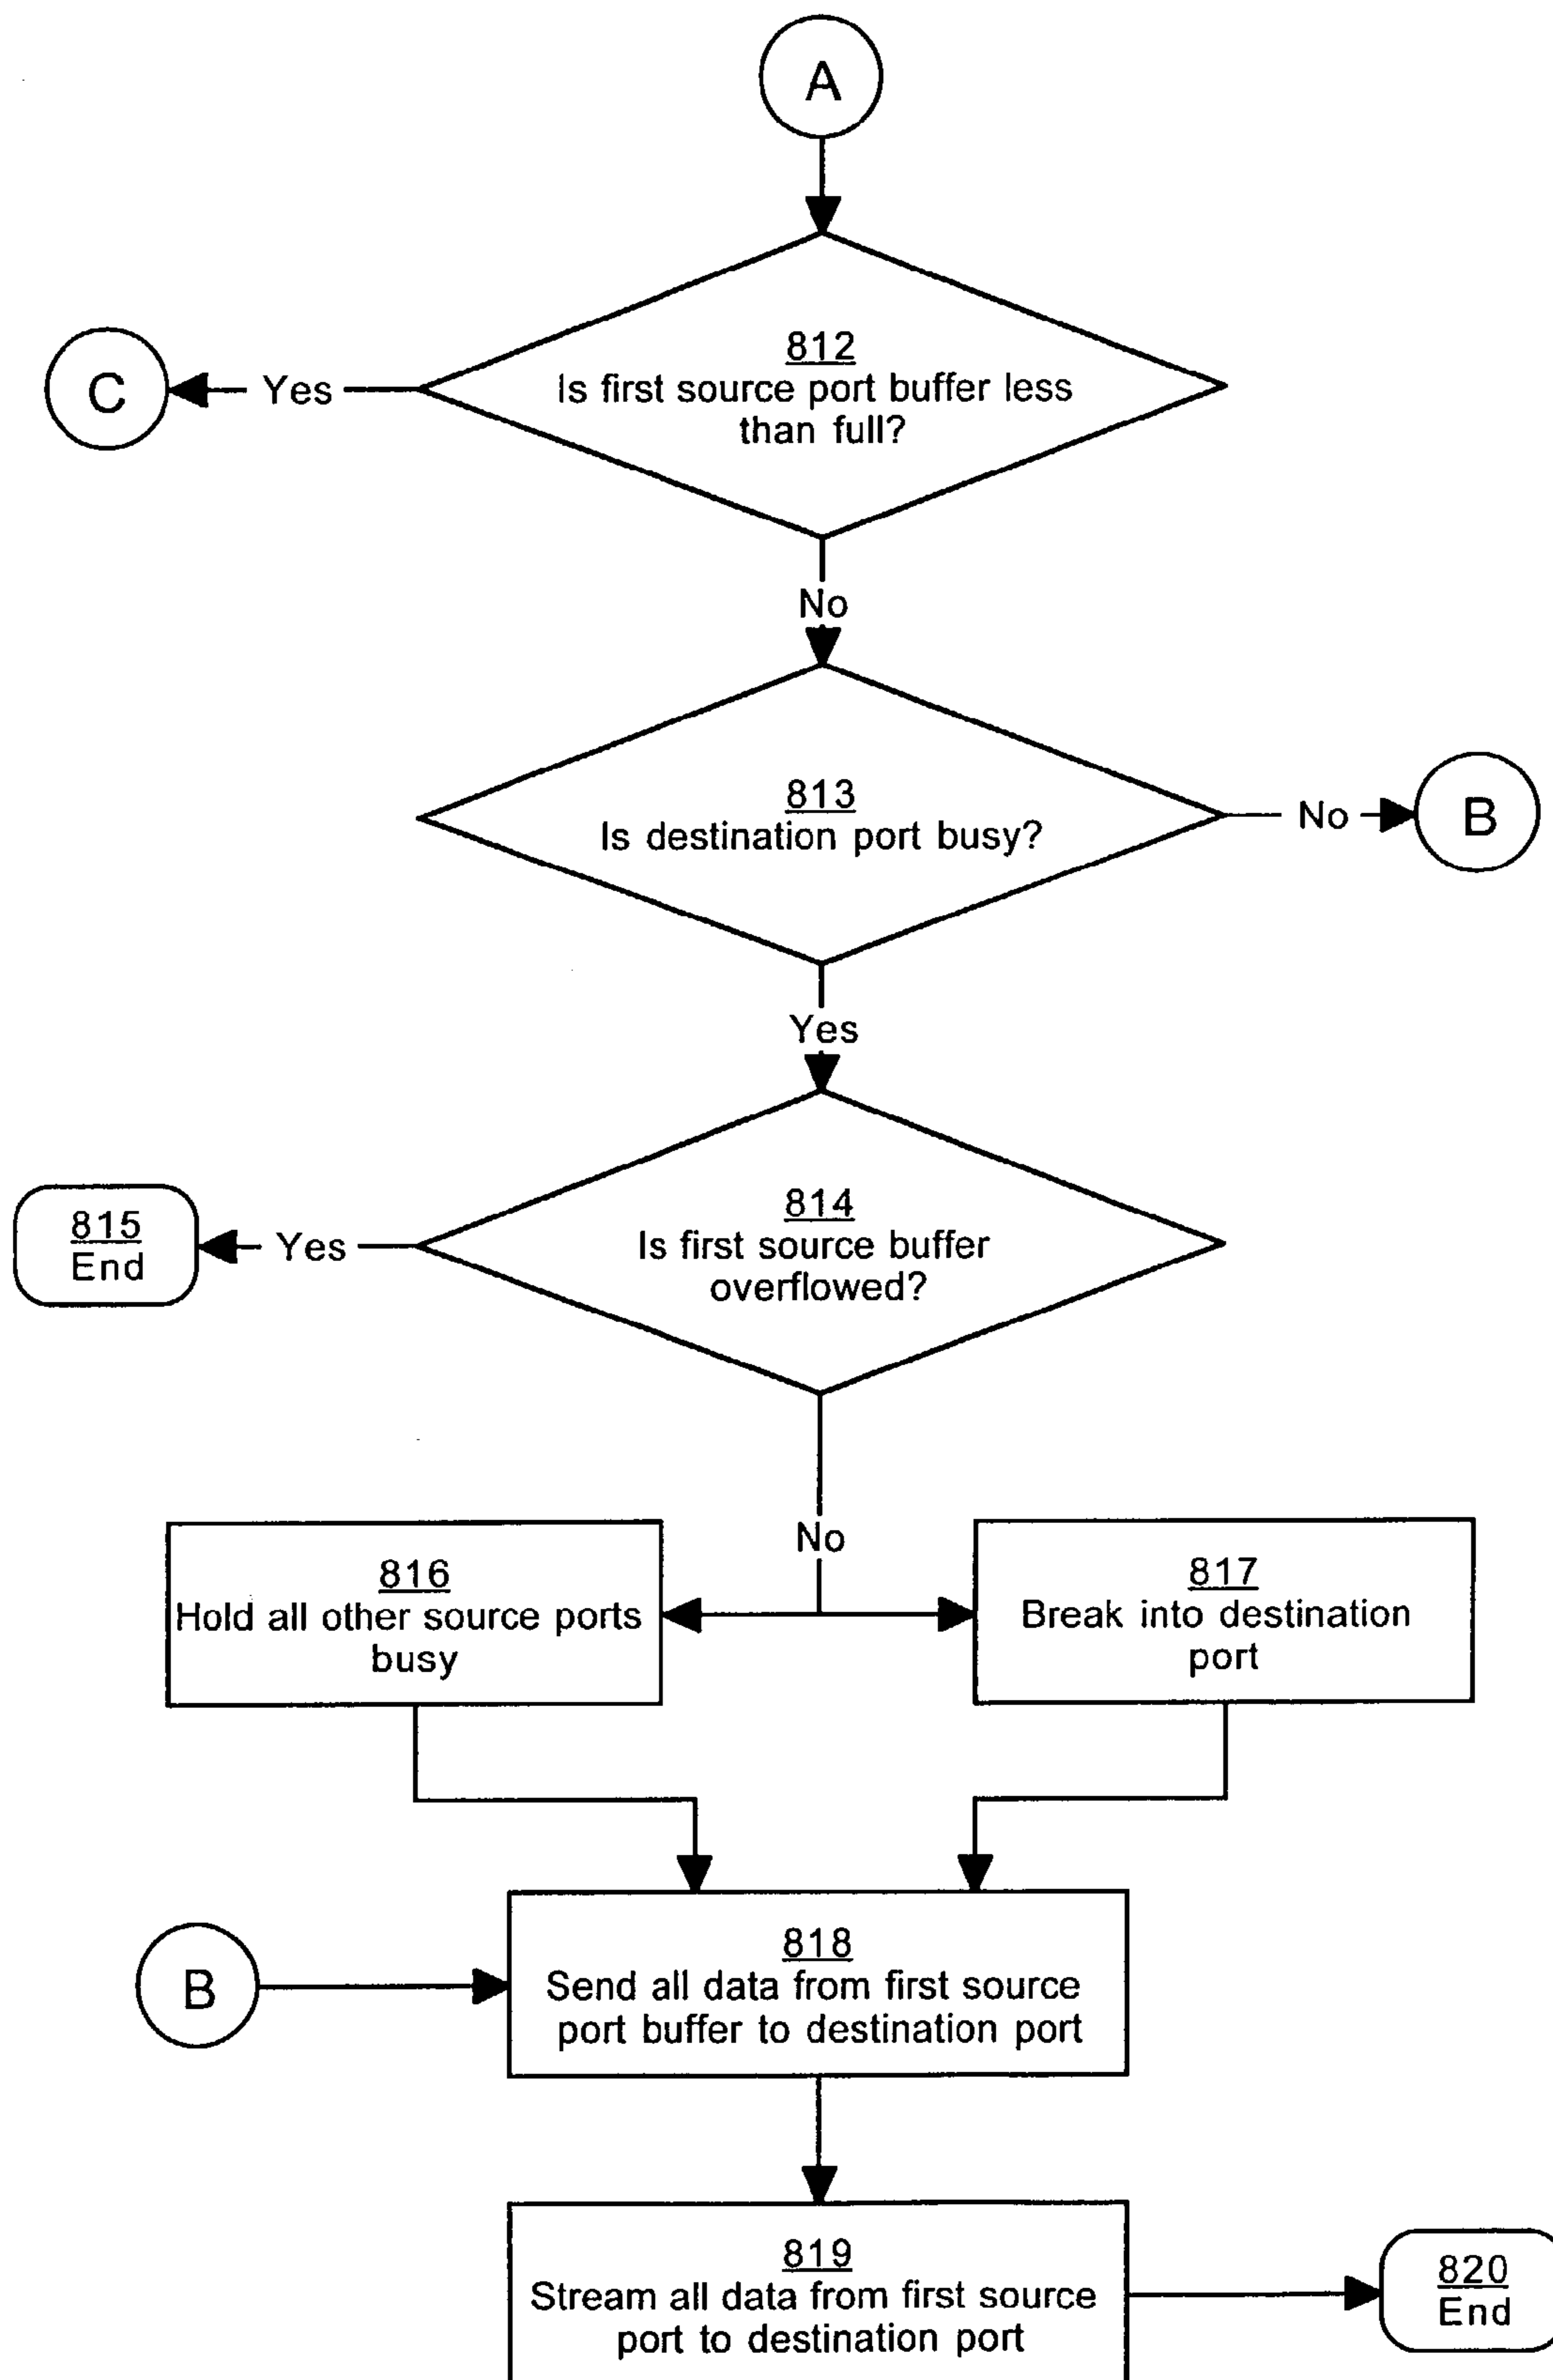 A
812
Is first source port buffer less
than full?
Yes
C
No
813
Is destination port busy?
No
B
Yes
814
Is first source buffer
overflowed?
Yes
815
End
No
816
Hold all other source ports
busy
817
Break into destination
port
B
818
Send all data from first source
port buffer to destination port
819
Stream all data from first source
port to destination port
820
End